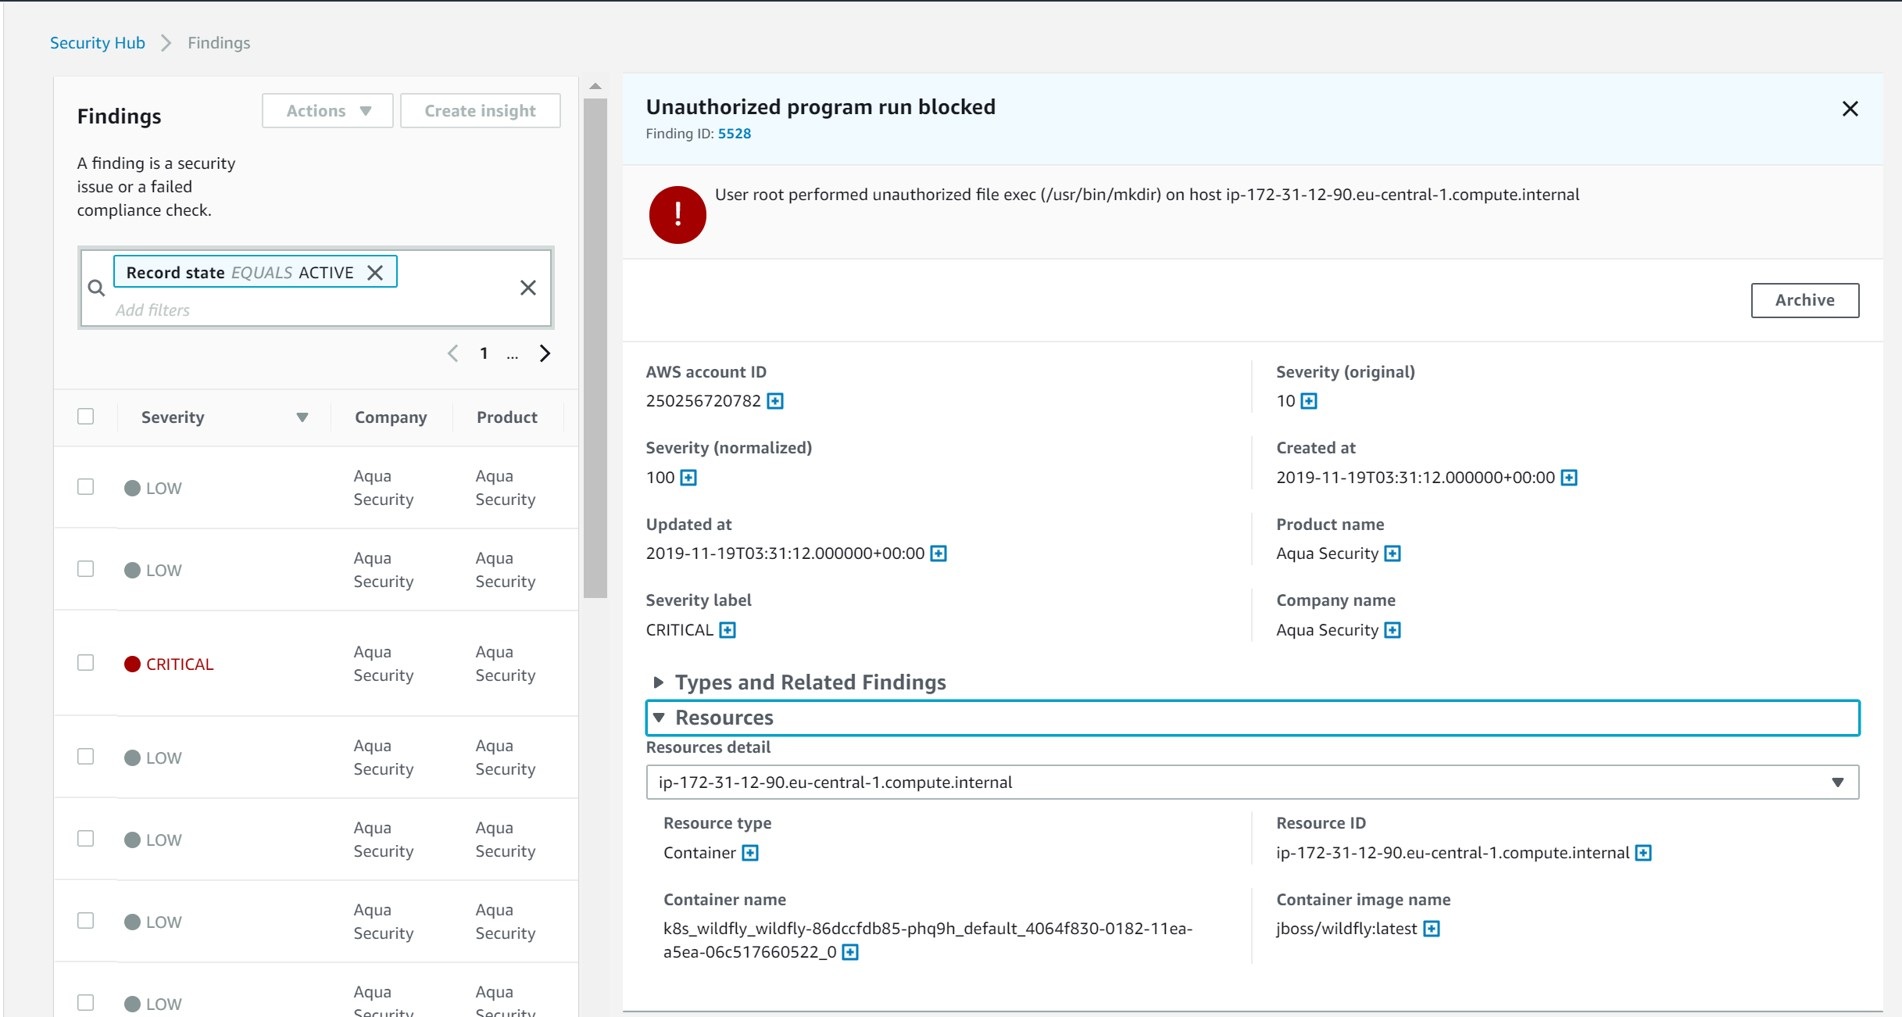 Security Hub > Findings
Findings
Actions
Create insight
A finding is a security
issue or a failed
compliance check.
Record state EQUALS ACTIVE
Add filters
1 ...
Severity Company Product
LOW Aqua Security Aqua Security
LOW Aqua Security Aqua Security
CRITICAL Aqua Security Aqua Security
LOW Aqua Security Aqua Security
LOW Aqua Security Aqua Security
LOW Aqua Security Aqua Security
LOW Aqua Security Aqua Security
Unauthorized program run blocked
Finding ID: 5528
! User root performed unauthorized file exec (/usr/bin/mkdir) on host ip-172-31-12-90.eu-central-1.compute.internal
Archive
AWS account ID
250256720782
Severity (original)
10
Severity (normalized)
100
Created at
2019-11-19T03:31:12.000000+00:00
Updated at
2019-11-19T03:31:12.000000+00:00
Product name
Aqua Security
Severity label
CRITICAL
Company name
Aqua Security
Types and Related Findings
Resources
Resources detail
ip-172-31-12-90.eu-central-1.compute.internal
Resource type
Container
Resource ID
ip-172-31-12-90.eu-central-1.compute.internal
Container name
k8s_wildfly_wildfly-86dccfdb85-phq9h_default_4064f830-0182-11ea-
a5ea-06c517660522_0
Container image name
jboss/wildfly:latest